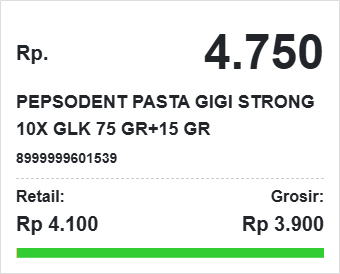 Rp. 4.750
PEPSODENT PASTA GIGI STRONG
10X GLK 75 GR+15 GR
8999999601539
Retail: Grosir:
Rp 4.100 Rp 3.900